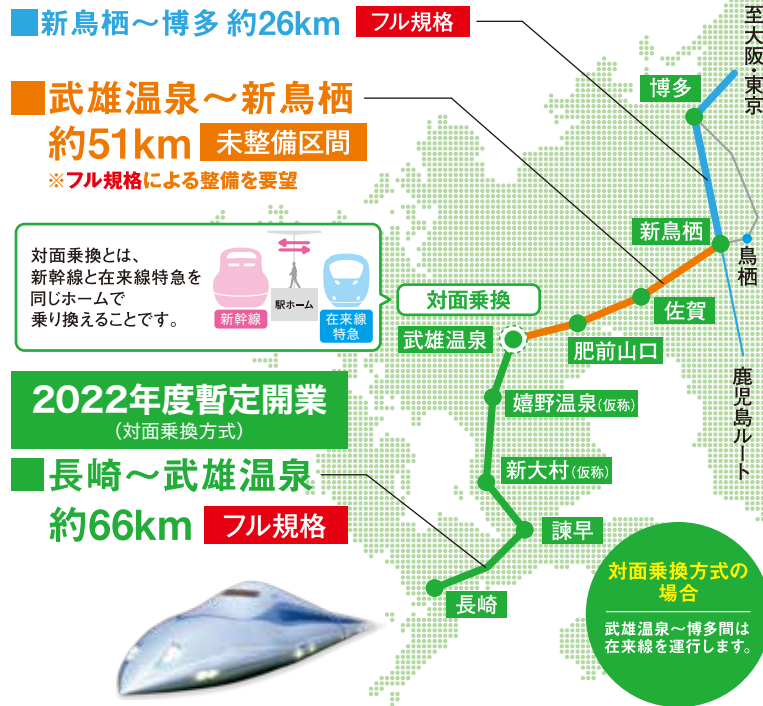 ■新鳥栖～博多 約26km フル規格
■武雄温泉～新鳥栖
約51km 未整備区間
※フル規格による整備を要望
対面乗換とは、
新幹線と在来線特急を
同じホームで
乗り換えることです。
新幹線
駅ホーム
在来線
特急
対面乗換
2022年度暫定開業
(対面乗換方式)
■長崎～武雄温泉
約66km フル規格
至大阪・東京
博多
新鳥栖
鳥栖
佐賀
肥前山口
武雄温泉
嬉野温泉(仮称)
新大村(仮称)
諫早
長崎
鹿児島ルート
対面乗換方式の
場合
武雄温泉～博多間は
在来線を運行します。